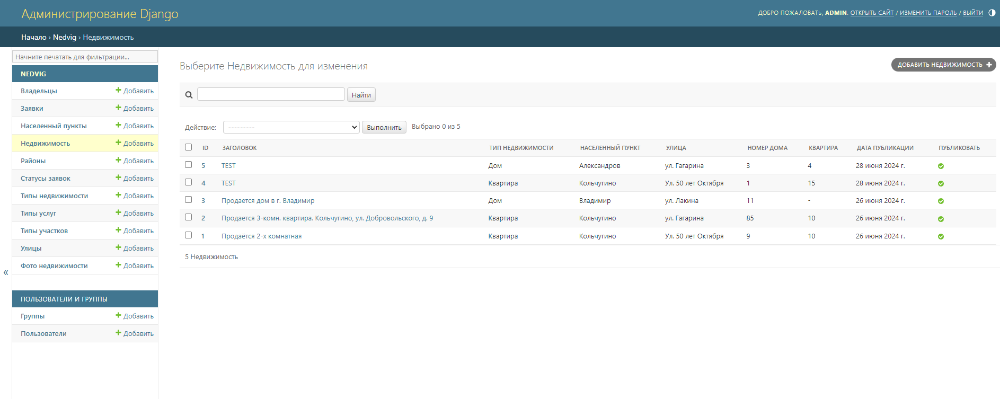 Администрирование Django
ДОБРО ПОЖАЛОВАТЬ, ADMIN. ОТКРЫТЬ САЙТ / ИЗМЕНИТЬ ПАРОЛЬ / ВЫЙТИ
Начало › Nedvig › Недвижимость
Начните печатать для фильтрации...
NEDVIG
Владельцы Добавить
Заявки Добавить
Населенный пункты Добавить
Недвижимость Добавить
Районы Добавить
Статусы заявок Добавить
Типы недвижимости Добавить
Типы услуг Добавить
Типы участков Добавить
Улицы Добавить
Фото недвижимости Добавить
«
ПОЛЬЗОВАТЕЛИ И ГРУППЫ
Группы Добавить
Пользователи Добавить
Выберите Недвижимость для изменения
ДОБАВИТЬ НЕДВИЖИМОСТЬ
Найти
Действие: --------- Выполнить Выбрано 0 из 5
ID ЗАГОЛОВОК ТИП НЕДВИЖИМОСТИ НАСЕЛЕННЫЙ ПУНКТ УЛИЦА НОМЕР ДОМА КВАРТИРА ДАТА ПУБЛИКАЦИИ ПУБЛИКОВАТЬ
5 TEST Дом Александров ул. Гагарина 3 4 28 июня 2024 г.
4 TEST Квартира Кольчугино Ул. 50 лет Октября 1 15 28 июня 2024 г.
3 Продается дом в г. Владимир Дом Владимир ул. Лакина 11 - 26 июня 2024 г.
2 Продается 3-комн. квартира. Кольчугино, ул. Добровольского, д. 9 Квартира Кольчугино ул. Гагарина 85 10 26 июня 2024 г.
1 Продаётся 2-х комнатная Квартира Кольчугино Ул. 50 лет Октября 9 10 26 июня 2024 г.
5 Недвижимость